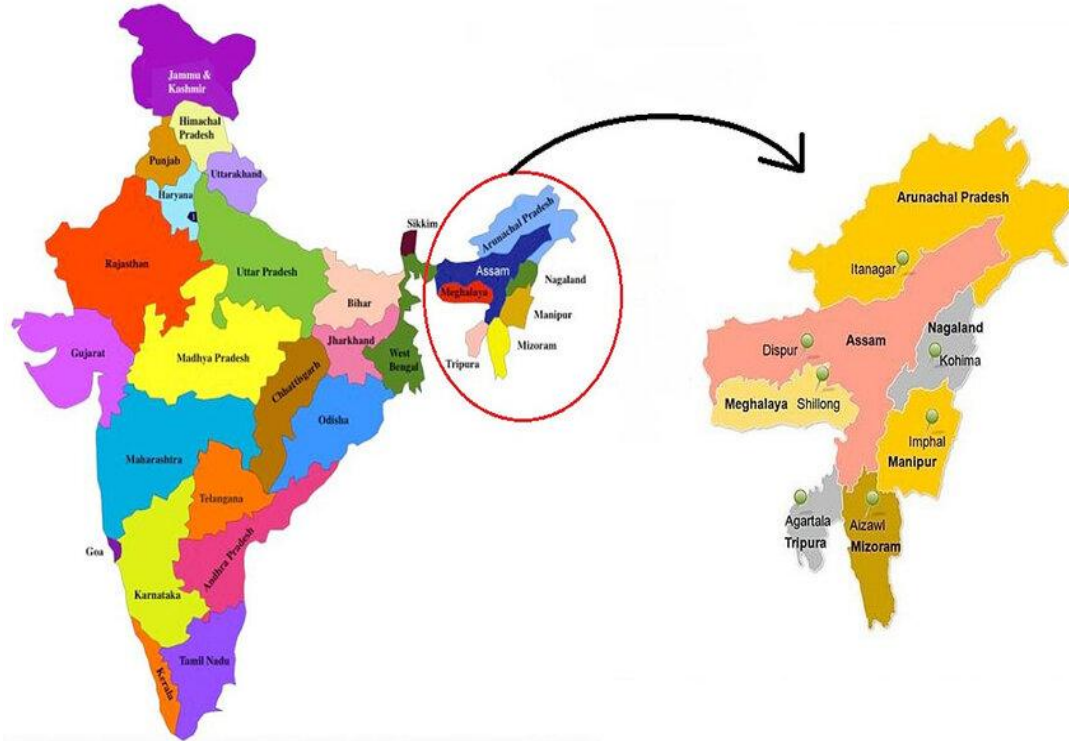 Jammu &
Kashmir
Himachal
Pradesh
Punjab
Uttarakhand
Haryana
Rajasthan
Uttar Pradesh
Sikkim
Arunachal Pradesh
Assam
Nagaland
Meghalaya
Bihar
Manipur
Gujarat
Madhya Pradesh
Jharkhand
West
Bengal
Tripura
Mizoram
Chhattisgarh
Odisha
Maharashtra
Telangana
Goa
Andhra Pradesh
Karnataka
Tamil Nadu
Kerala
Arunachal Pradesh
Itanagar
Nagaland
Dispur
Assam
Kohima
Meghalaya
Shillong
Imphal
Manipur
Agartala
Tripura
Aizawl
Mizoram